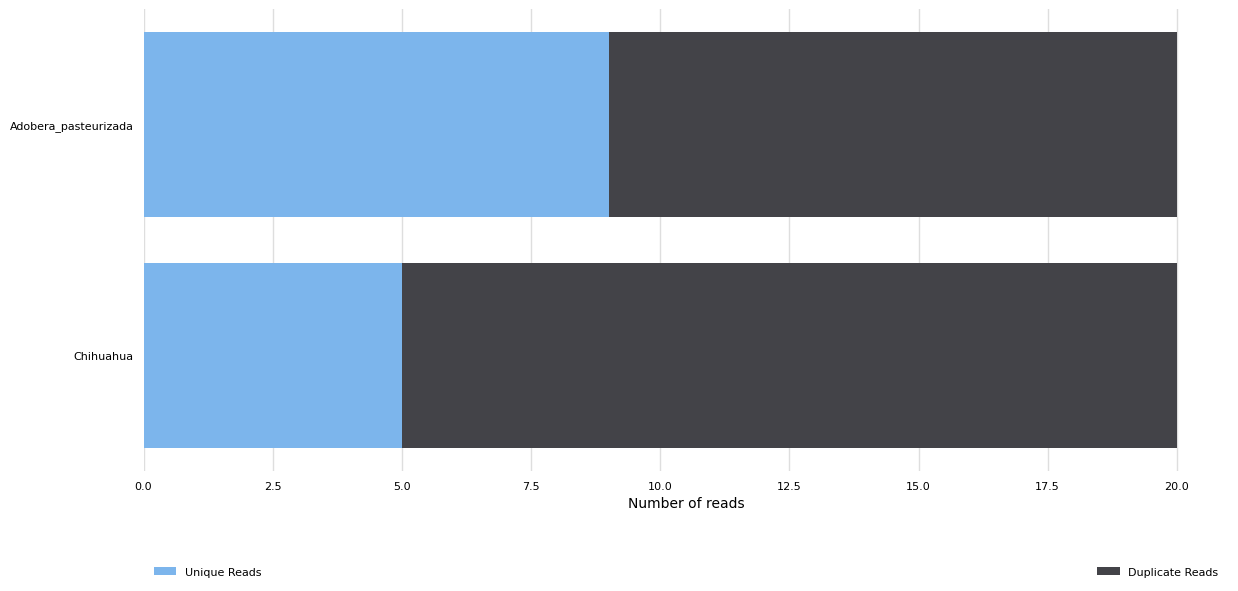 Adobera_pasteurizada
Chihuahua
0.0 2.5 5.0 7.5 10.0 12.5 15.0 17.5 20.0
Number of reads
Unique Reads Duplicate Reads